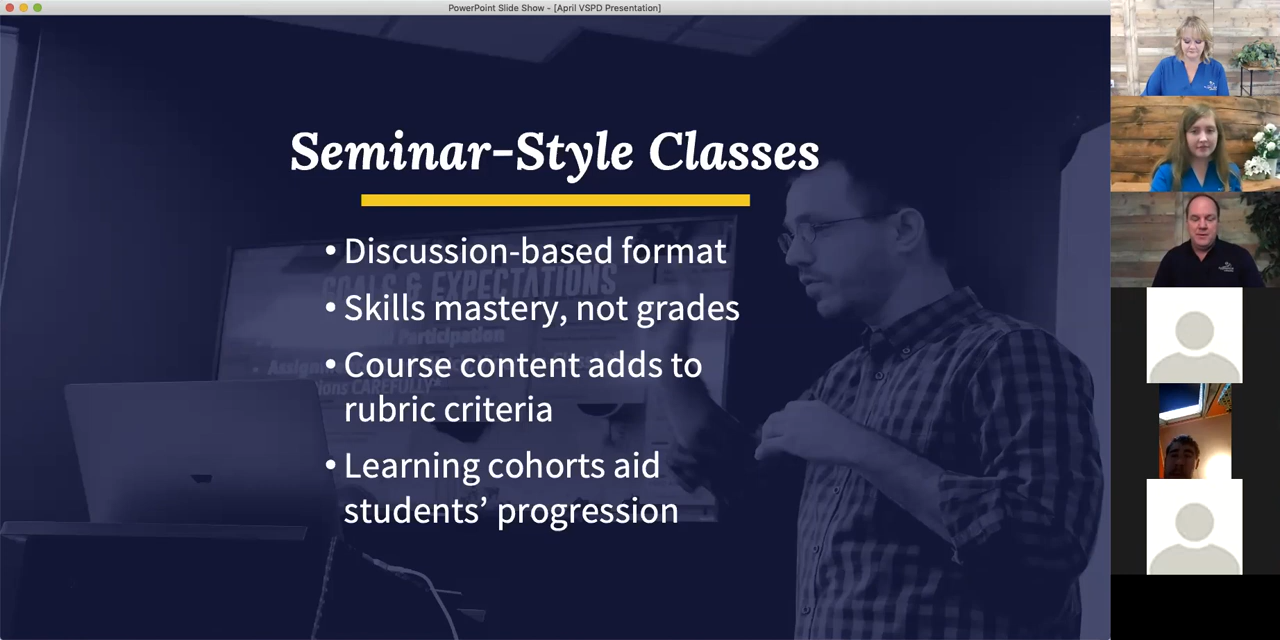 PowerPoint Slide Show - [April VSPD Presentation]
Seminar-Style Classes
• Discussion-based format
• Skills mastery, not grades
• Course content adds to
rubric criteria
• Learning cohorts aid
students’ progression
GOALS & EXPECTATIONS
Participation
CAREFULLY*